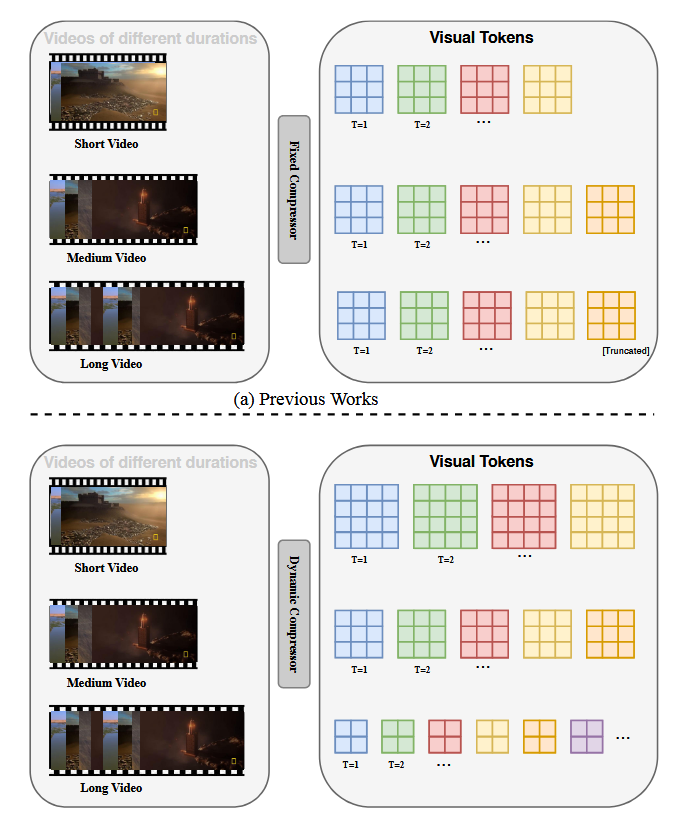 Videos of different durations
Visual Tokens
Short Video
T=1
T=2
...
Fixed Compressor
Medium Video
T=1
T=2
...
Long Video
T=1
T=2
...
[Truncated]
(a) Previous Works
Videos of different durations
Visual Tokens
Short Video
T=1
T=2
...
Dynamic Compressor
Medium Video
T=1
T=2
...
Long Video
T=1
T=2
...
...